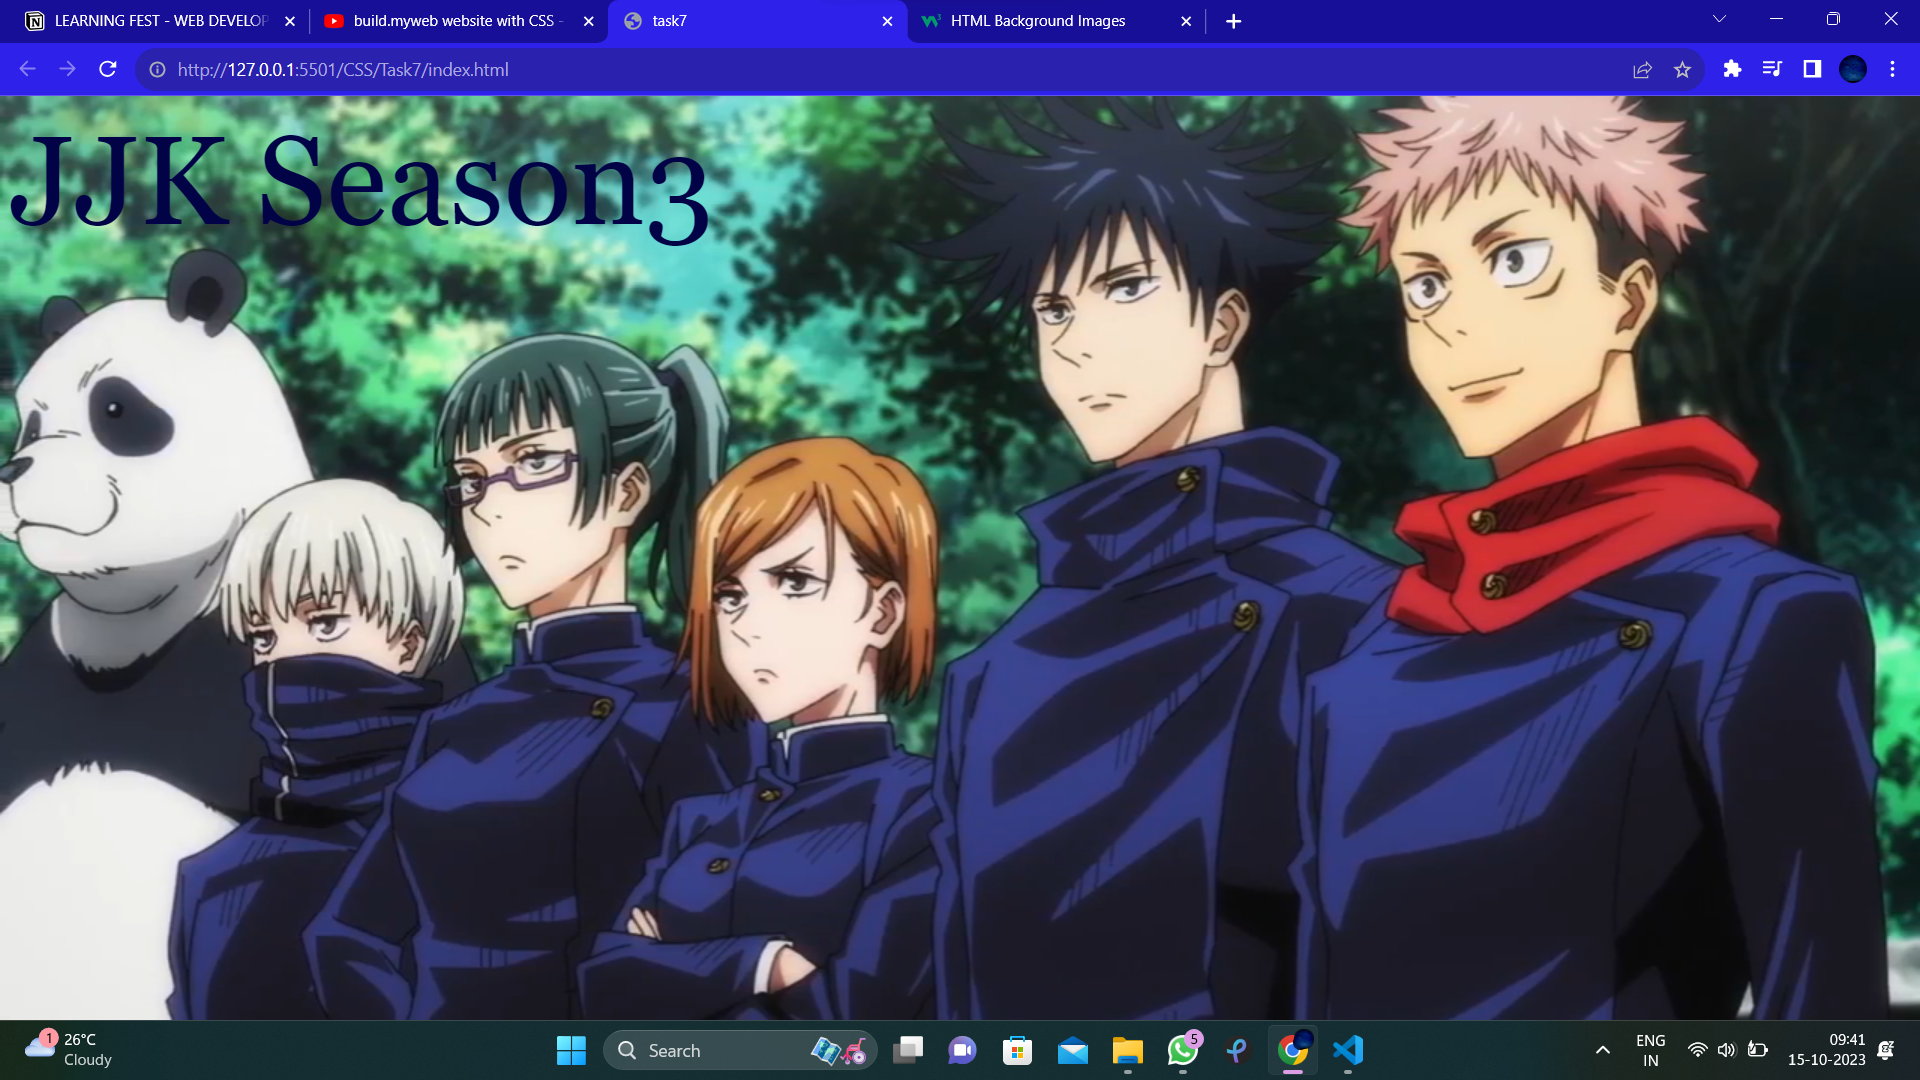 LEARNING FEST - WEB DEVELOP
build.myweb website with CSS -
task7
HTML Background Images
http://127.0.0.1:5501/CSS/Task7/index.html
JJK Season3
1
26°C
Cloudy
Search
5
ENG
IN
09:41
15-10-2023